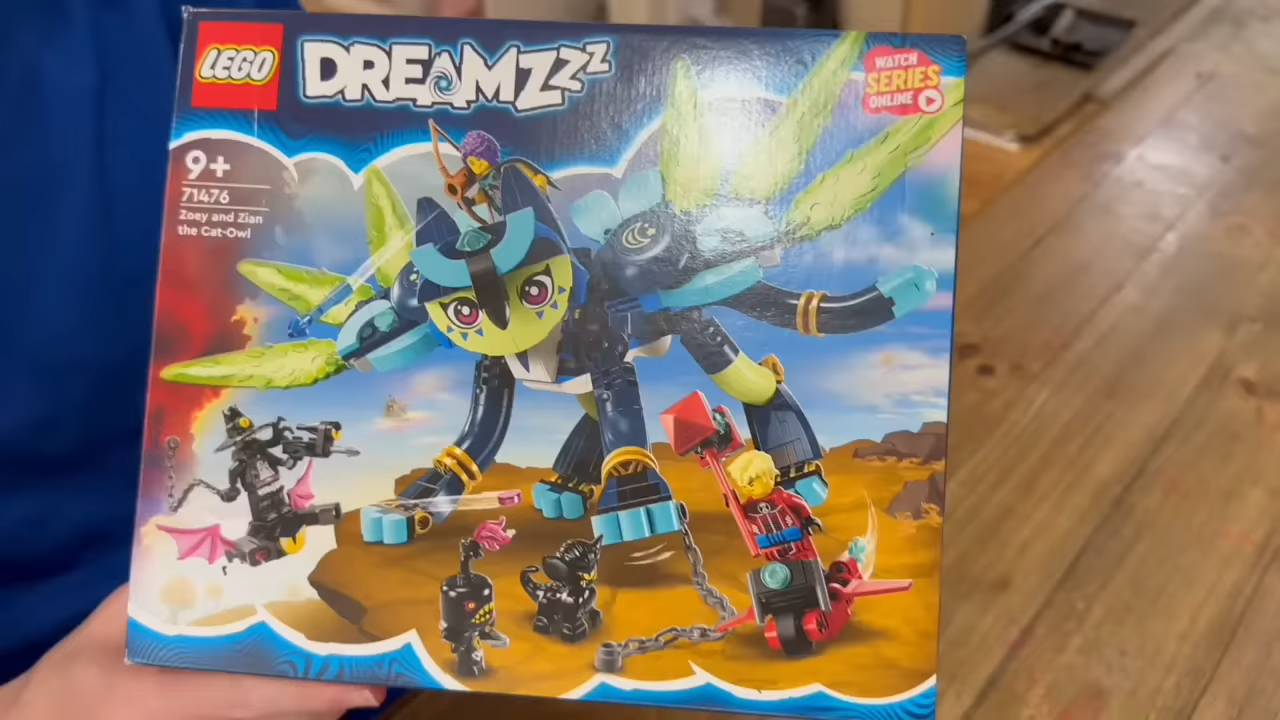 LEGO
DREAMZzz
WATCH
SERIES
ONLINE
9+
71476
Zoey and Zian
the Cat-Owl